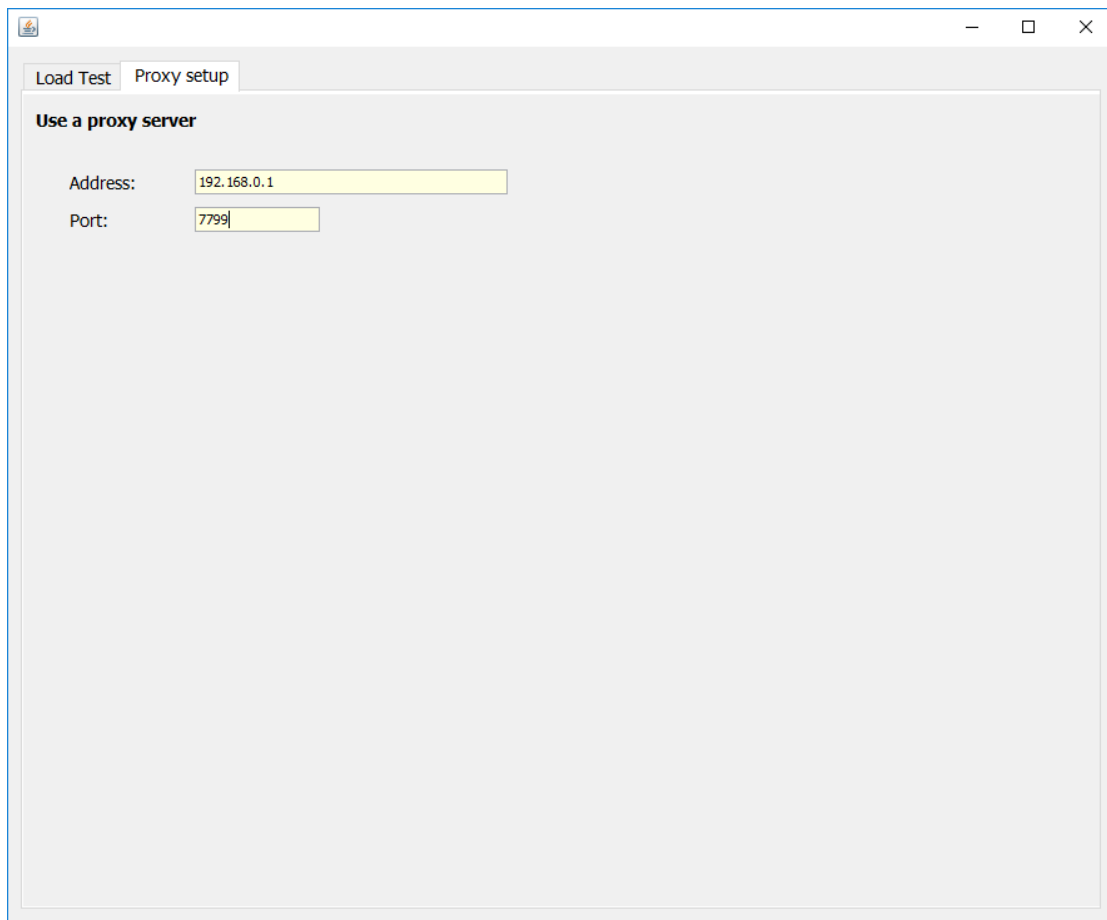 Load Test Proxy setup
Use a proxy server
Address: 192.168.0.1
Port: 7799